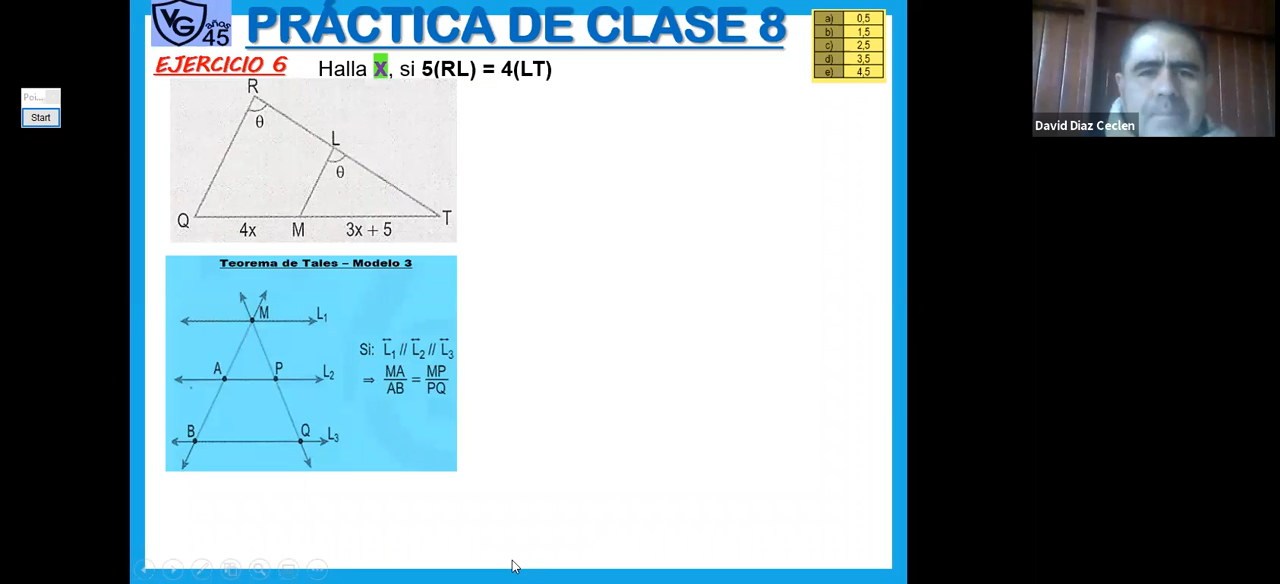 VG
años
45
PRÁCTICA DE CLASE 8
a) 0,5
b) 1,5
c) 2,5
d) 3,5
e) 4,5
EJERCICIO 6
Halla x, si 5(RL) = 4(LT)
Poi...
Start
David Diaz Ceclen
R
θ
L
θ
Q
4x
M
3x + 5
T
Teorema de Tales – Modelo 3
M
L1
A
P
L2
B
Q
L3
Si: L1 // L2 // L3
⇒ MA/AB = MP/PQ